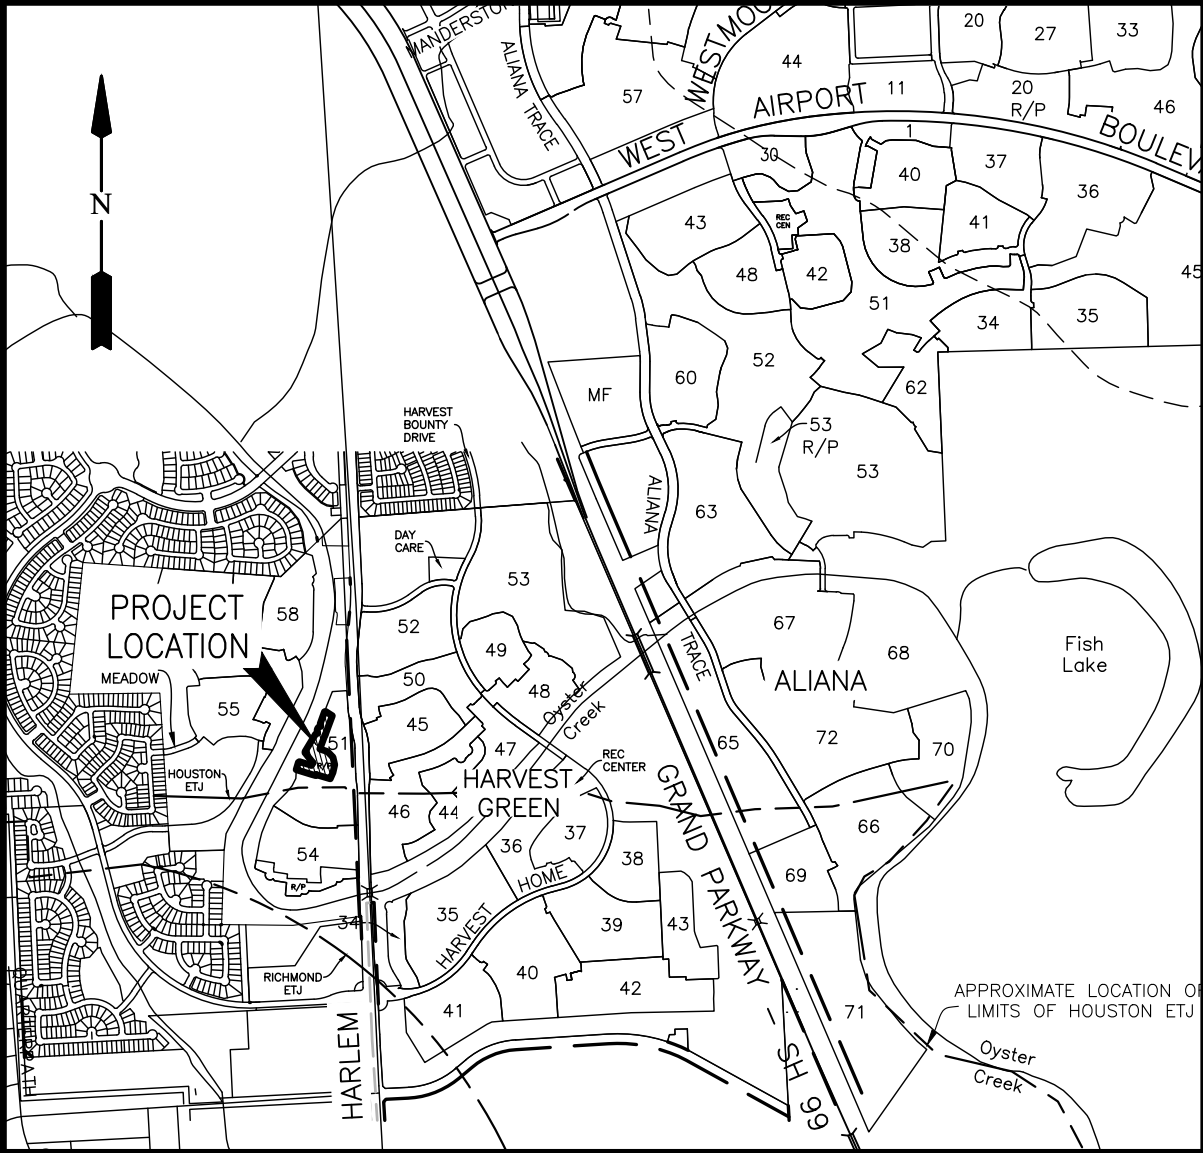 MANDERSTON
ALIANA TRACE
57
WESTMOO
44
20
27
33
11
20
R/P
46
WEST
AIRPORT
BOULEV
1
N
30
40
37
36
43
REC
CEN
38
41
48
42
45
51
34
35
52
60
MF
62
HARVEST
BOUNTY
DRIVE
53
R/P
53
ALIANA
63
DAY
CARE
53
PROJECT
LOCATION
58
52
67
Fish
Lake
49
TRACE
68
MEADOW
50
48
ALIANA
55
45
Oyster
Creek
51
R/P
47
65
72
70
HOUSTON
ETJ
REC
CENTER
HARVEST
GREEN
46
44
37
66
36
GRAND PARKWAY
54
38
R/P
HOME
69
34
35
HARVEST
39
43
RICHMOND
ETJ
40
42
APPROXIMATE LOCATION OF
LIMITS OF HOUSTON ETJ
41
71
HARLEM
Oyster
Creek
SH 99